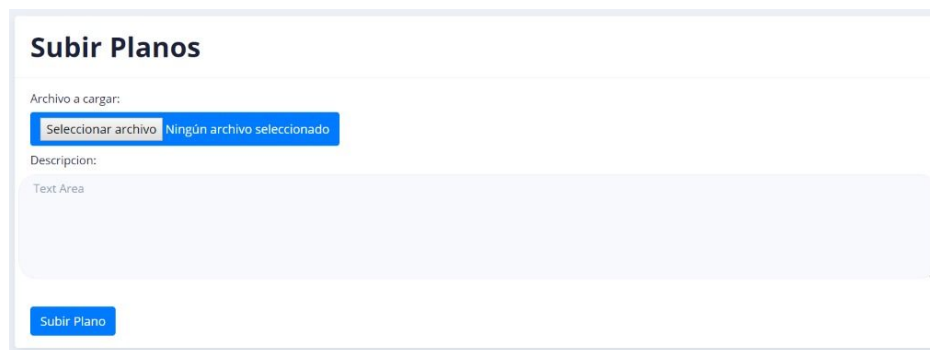 Subir Planos
Archivo a cargar:
Seleccionar archivo Ningún archivo seleccionado
Descripcion:
Text Area
Subir Plano